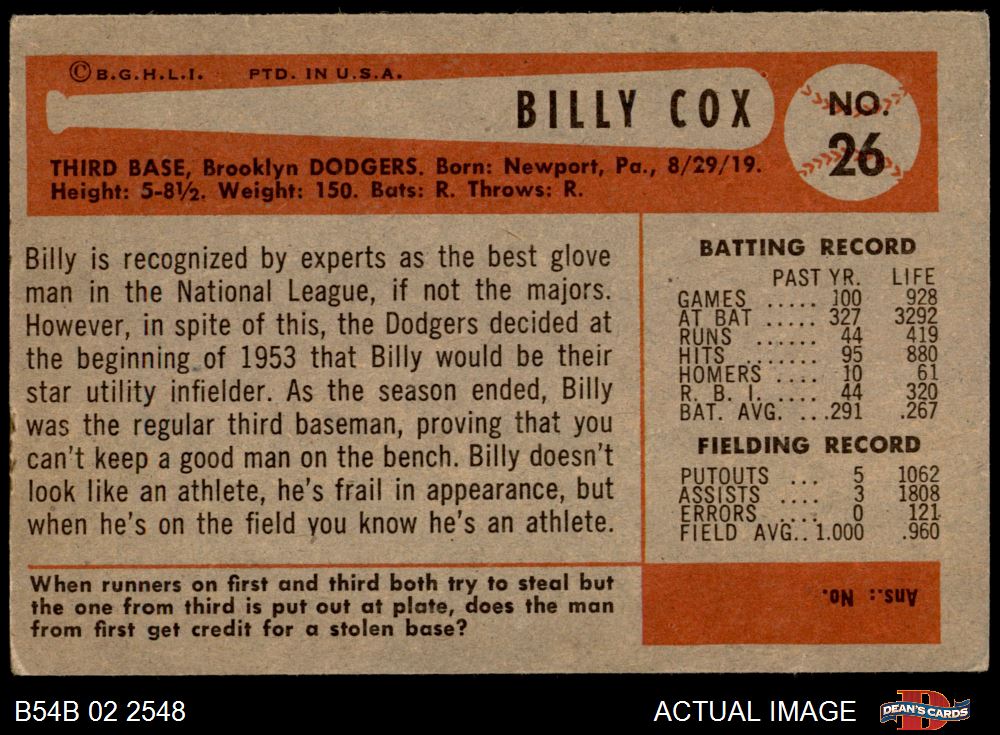 ©B.G.H.L.I. PTD. IN U.S.A.
BILLY COX
NO.
26
THIRD BASE, Brooklyn DODGERS. Born: Newport, Pa., 8/29/19.
Height: 5-8½. Weight: 150. Bats: R. Throws: R.
Billy is recognized by experts as the best glove
man in the National League, if not the majors.
However, in spite of this, the Dodgers decided at
the beginning of 1953 that Billy would be their
star utility infielder. As the season ended, Billy
was the regular third baseman, proving that you
can't keep a good man on the bench. Billy doesn't
look like an athlete, he's frail in appearance, but
when he's on the field you know he's an athlete.
BATTING RECORD
PAST YR. LIFE
GAMES ..... 100 928
AT BAT ..... 327 3292
RUNS ..... 44 419
HITS ....... 95 880
HOMERS .... 10 61
R. B. I. ..... 44 320
BAT. AVG. ...291 .267
FIELDING RECORD
PUTOUTS ... 5 1062
ASSISTS .... 3 1808
ERRORS .... 0 121
FIELD AVG.. 1.000 .960
When runners on first and third both try to steal but
the one from third is put out at plate, does the man
from first get credit for a stolen base?
Ans.: No.
B54B 02 2548
ACTUAL IMAGE
D
DEAN'S CARDS